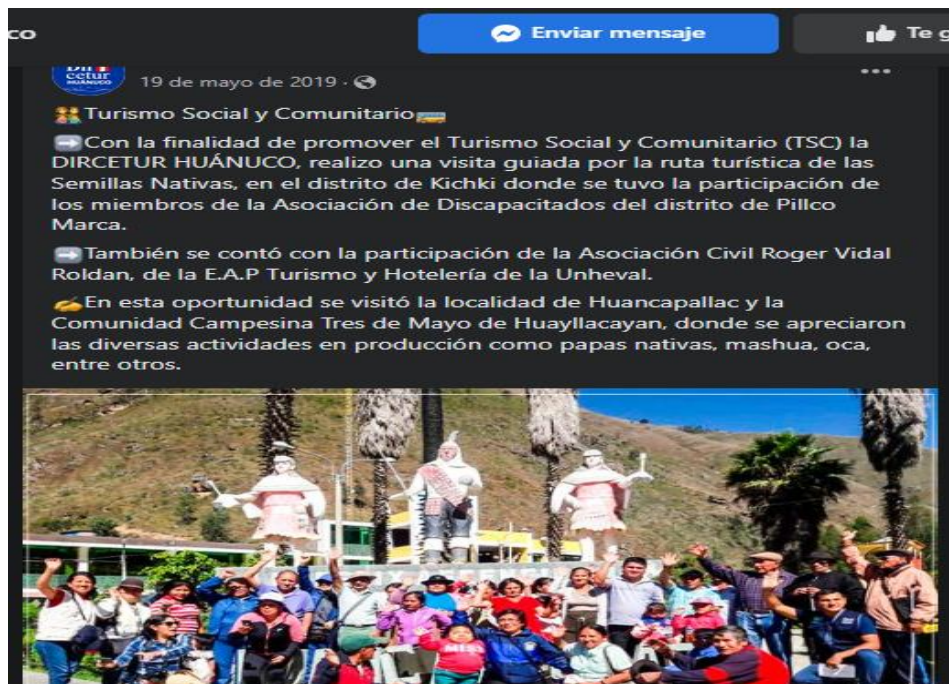 co
Enviar mensaje
Te g
cetur
HUÁNUCO
19 de mayo de 2019 ·
Turismo Social y Comunitario
Con la finalidad de promover el Turismo Social y Comunitario (TSC) la
DIRCETUR HUÁNUCO, realizo una visita guiada por la ruta turística de las
Semillas Nativas, en el distrito de Kichki donde se tuvo la participación de
los miembros de la Asociación de Discapacitados del distrito de Pillco
Marca.
También se contó con la participación de la Asociación Civil Roger Vidal
Roldan, de la E.A.P Turismo y Hotelería de la Unheval.
En esta oportunidad se visitó la localidad de Huancapallac y la
Comunidad Campesina Tres de Mayo de Huayllacayan, donde se apreciaron
las diversas actividades en producción como papas nativas, mashua, oca,
entre otros.